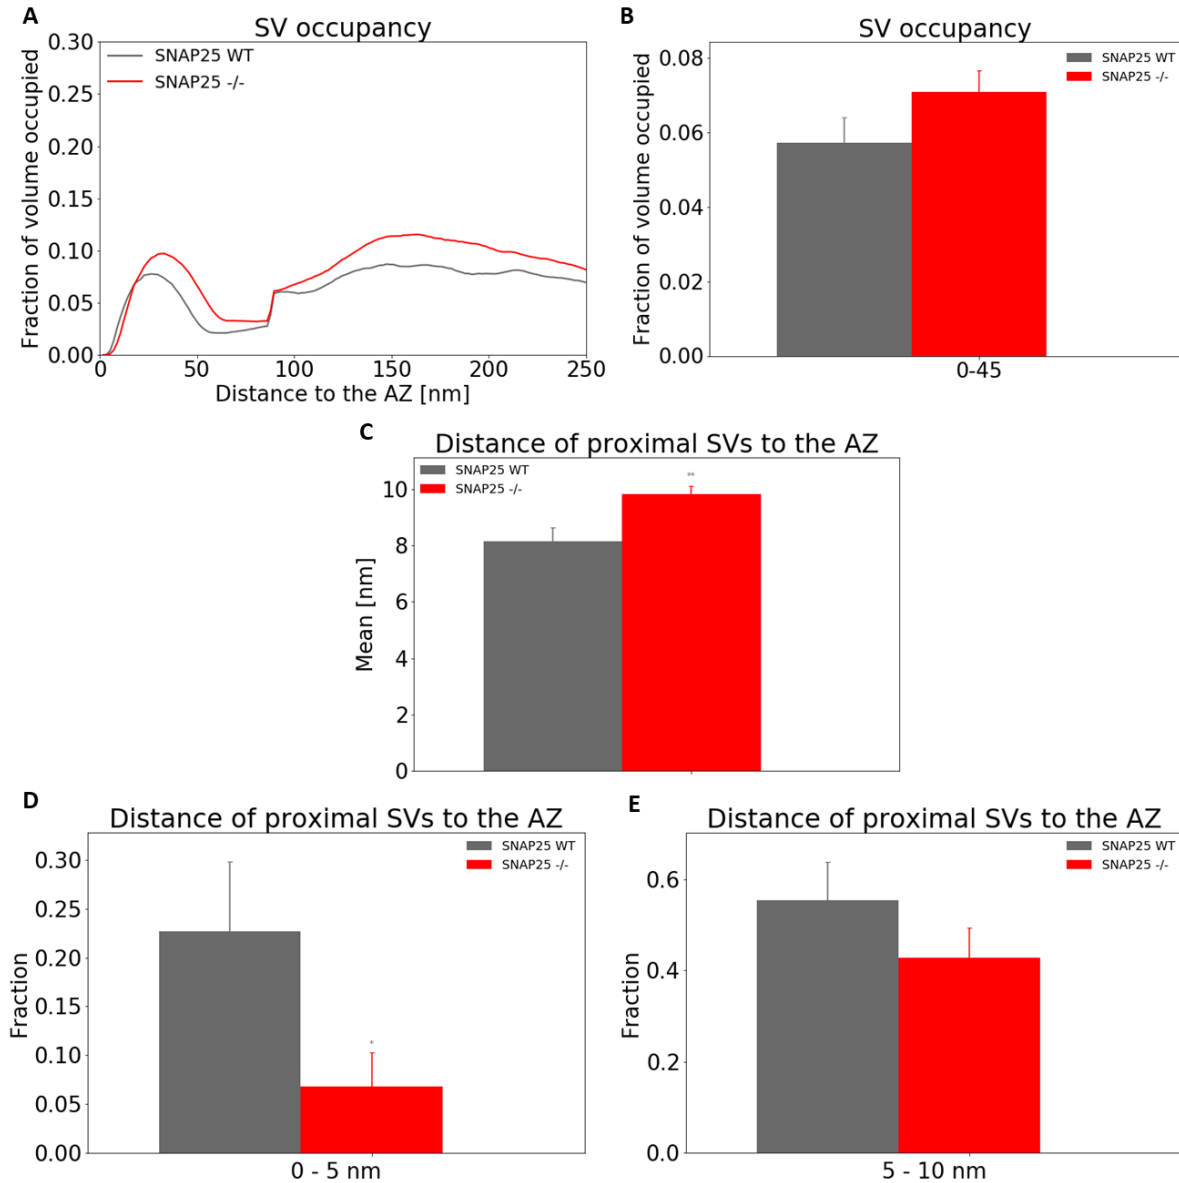 A
SV occupancy
SNAP25 WT
SNAP25 -/-
Fraction of volume occupied
0.30
0.25
0.20
0.15
0.10
0.05
0.00
0
50
100
150
200
250
Distance to the AZ [nm]
B
SV occupancy
SNAP25 WT
SNAP25 -/-
Fraction of volume occupied
0.08
0.06
0.04
0.02
0.00
0-45
C
Distance of proximal SVs to the AZ
SNAP25 WT
SNAP25 -/-
**
Mean [nm]
10
8
6
4
2
0
D
Distance of proximal SVs to the AZ
SNAP25 WT
SNAP25 -/-
*
Fraction
0.30
0.25
0.20
0.15
0.10
0.05
0.00
0 - 5 nm
E
Distance of proximal SVs to the AZ
SNAP25 WT
SNAP25 -/-
Fraction
0.6
0.4
0.2
0.0
5 - 10 nm